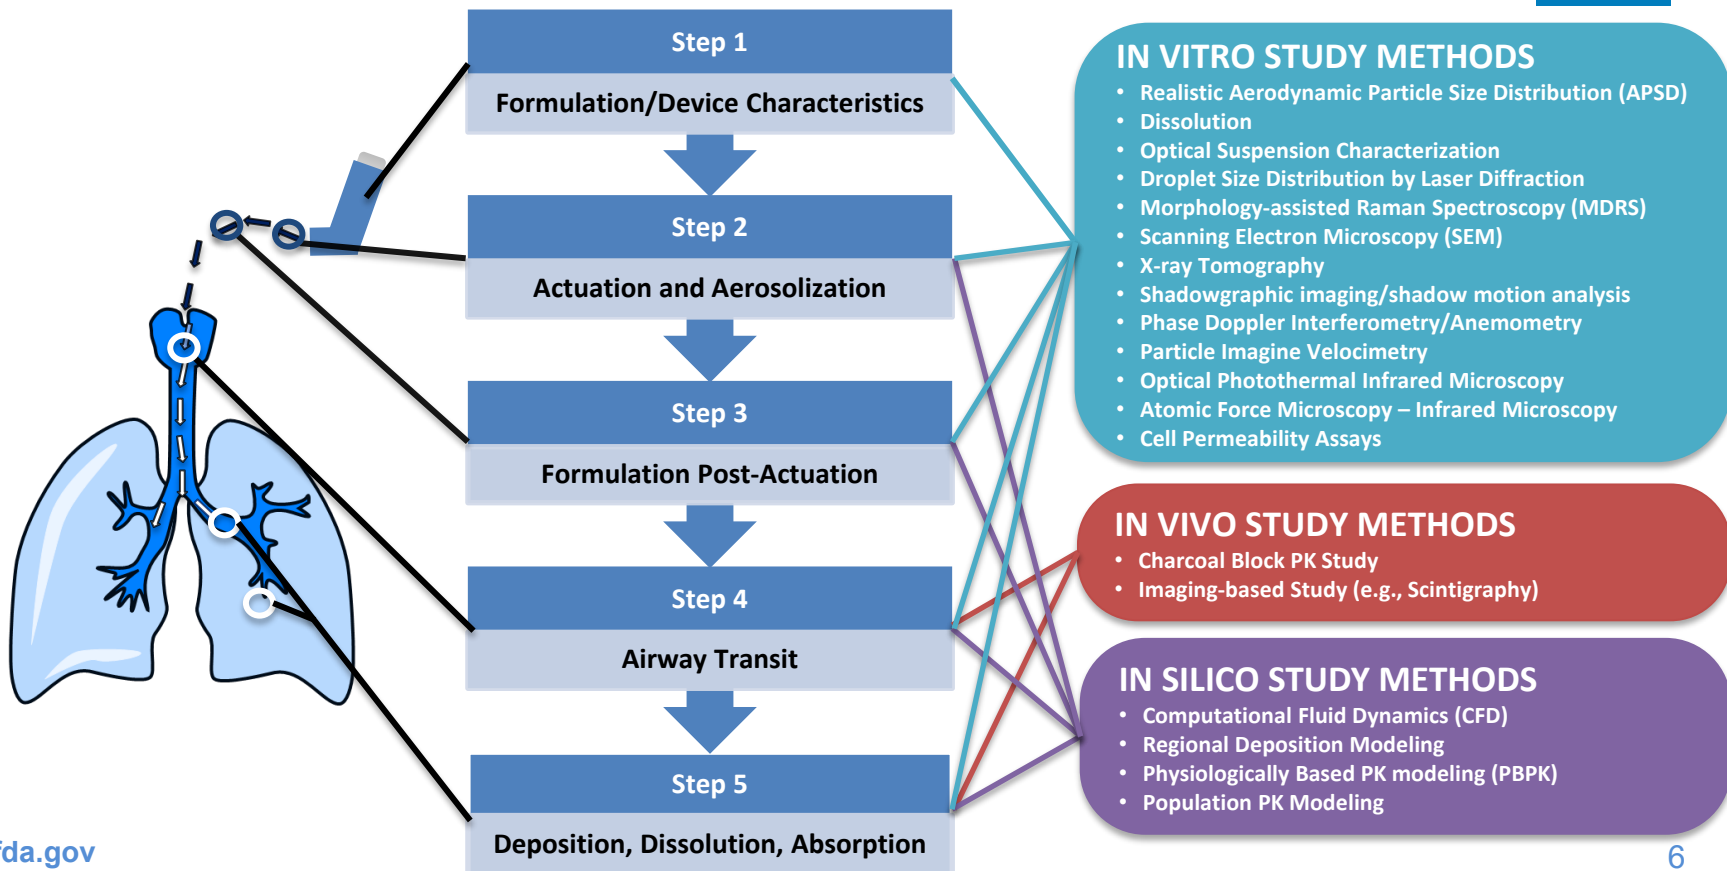 Step 1
Formulation/Device Characteristics
Step 2
Actuation and Aerosolization
Step 3
Formulation Post-Actuation
Step 4
Airway Transit
Step 5
Deposition, Dissolution, Absorption
IN VITRO STUDY METHODS
• Realistic Aerodynamic Particle Size Distribution (APSD)
• Dissolution
• Optical Suspension Characterization
• Droplet Size Distribution by Laser Diffraction
• Morphology-assisted Raman Spectroscopy (MDRS)
• Scanning Electron Microscopy (SEM)
• X-ray Tomography
• Shadowgraphic imaging/shadow motion analysis
• Phase Doppler Interferometry/Anemometry
• Particle Imagine Velocimetry
• Optical Photothermal Infrared Microscopy
• Atomic Force Microscopy – Infrared Microscopy
• Cell Permeability Assays
IN VIVO STUDY METHODS
• Charcoal Block PK Study
• Imaging-based Study (e.g., Scintigraphy)
IN SILICO STUDY METHODS
• Computational Fluid Dynamics (CFD)
• Regional Deposition Modeling
• Physiologically Based PK modeling (PBPK)
• Population PK Modeling
fda.gov
6